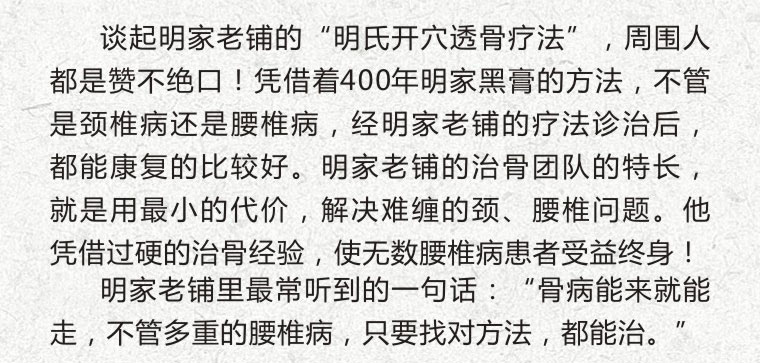 谈起明家老铺的“明氏开穴透骨疗法”，周围人
都是赞不绝口！凭借着400年明家黑膏的方法，不管
是颈椎病还是腰椎病，经明家老铺的疗法诊治后，
都能康复的比较好。明家老铺的治骨团队的特长，
就是用最小的代价，解决难缠的颈、腰椎问题。他
凭借过硬的治骨经验，使无数腰椎病患者受益终身！
明家老铺里最常听到的一句话：“骨病能来就能
走，不管多重的腰椎病，只要找对方法，都能治。”